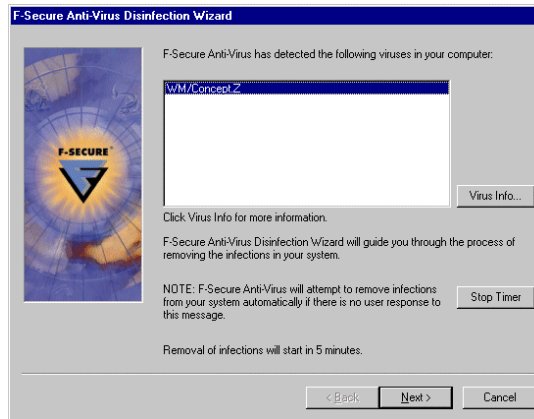 F-Secure Anti-Virus Disinfection Wizard
F-Secure Anti-Virus has detected the following viruses in your computer:
WM/Concept.Z
F-SECURE
Virus Info...
Click Virus Info for more information.
F-Secure Anti-Virus Disinfection Wizard will guide you through the process of
removing the infections in your system.
NOTE: F-Secure Anti-Virus will attempt to remove infections
from your system automatically if there is no user response to
this message.
Stop Timer
Removal of infections will start in 5 minutes.
< Back
Next >
Cancel